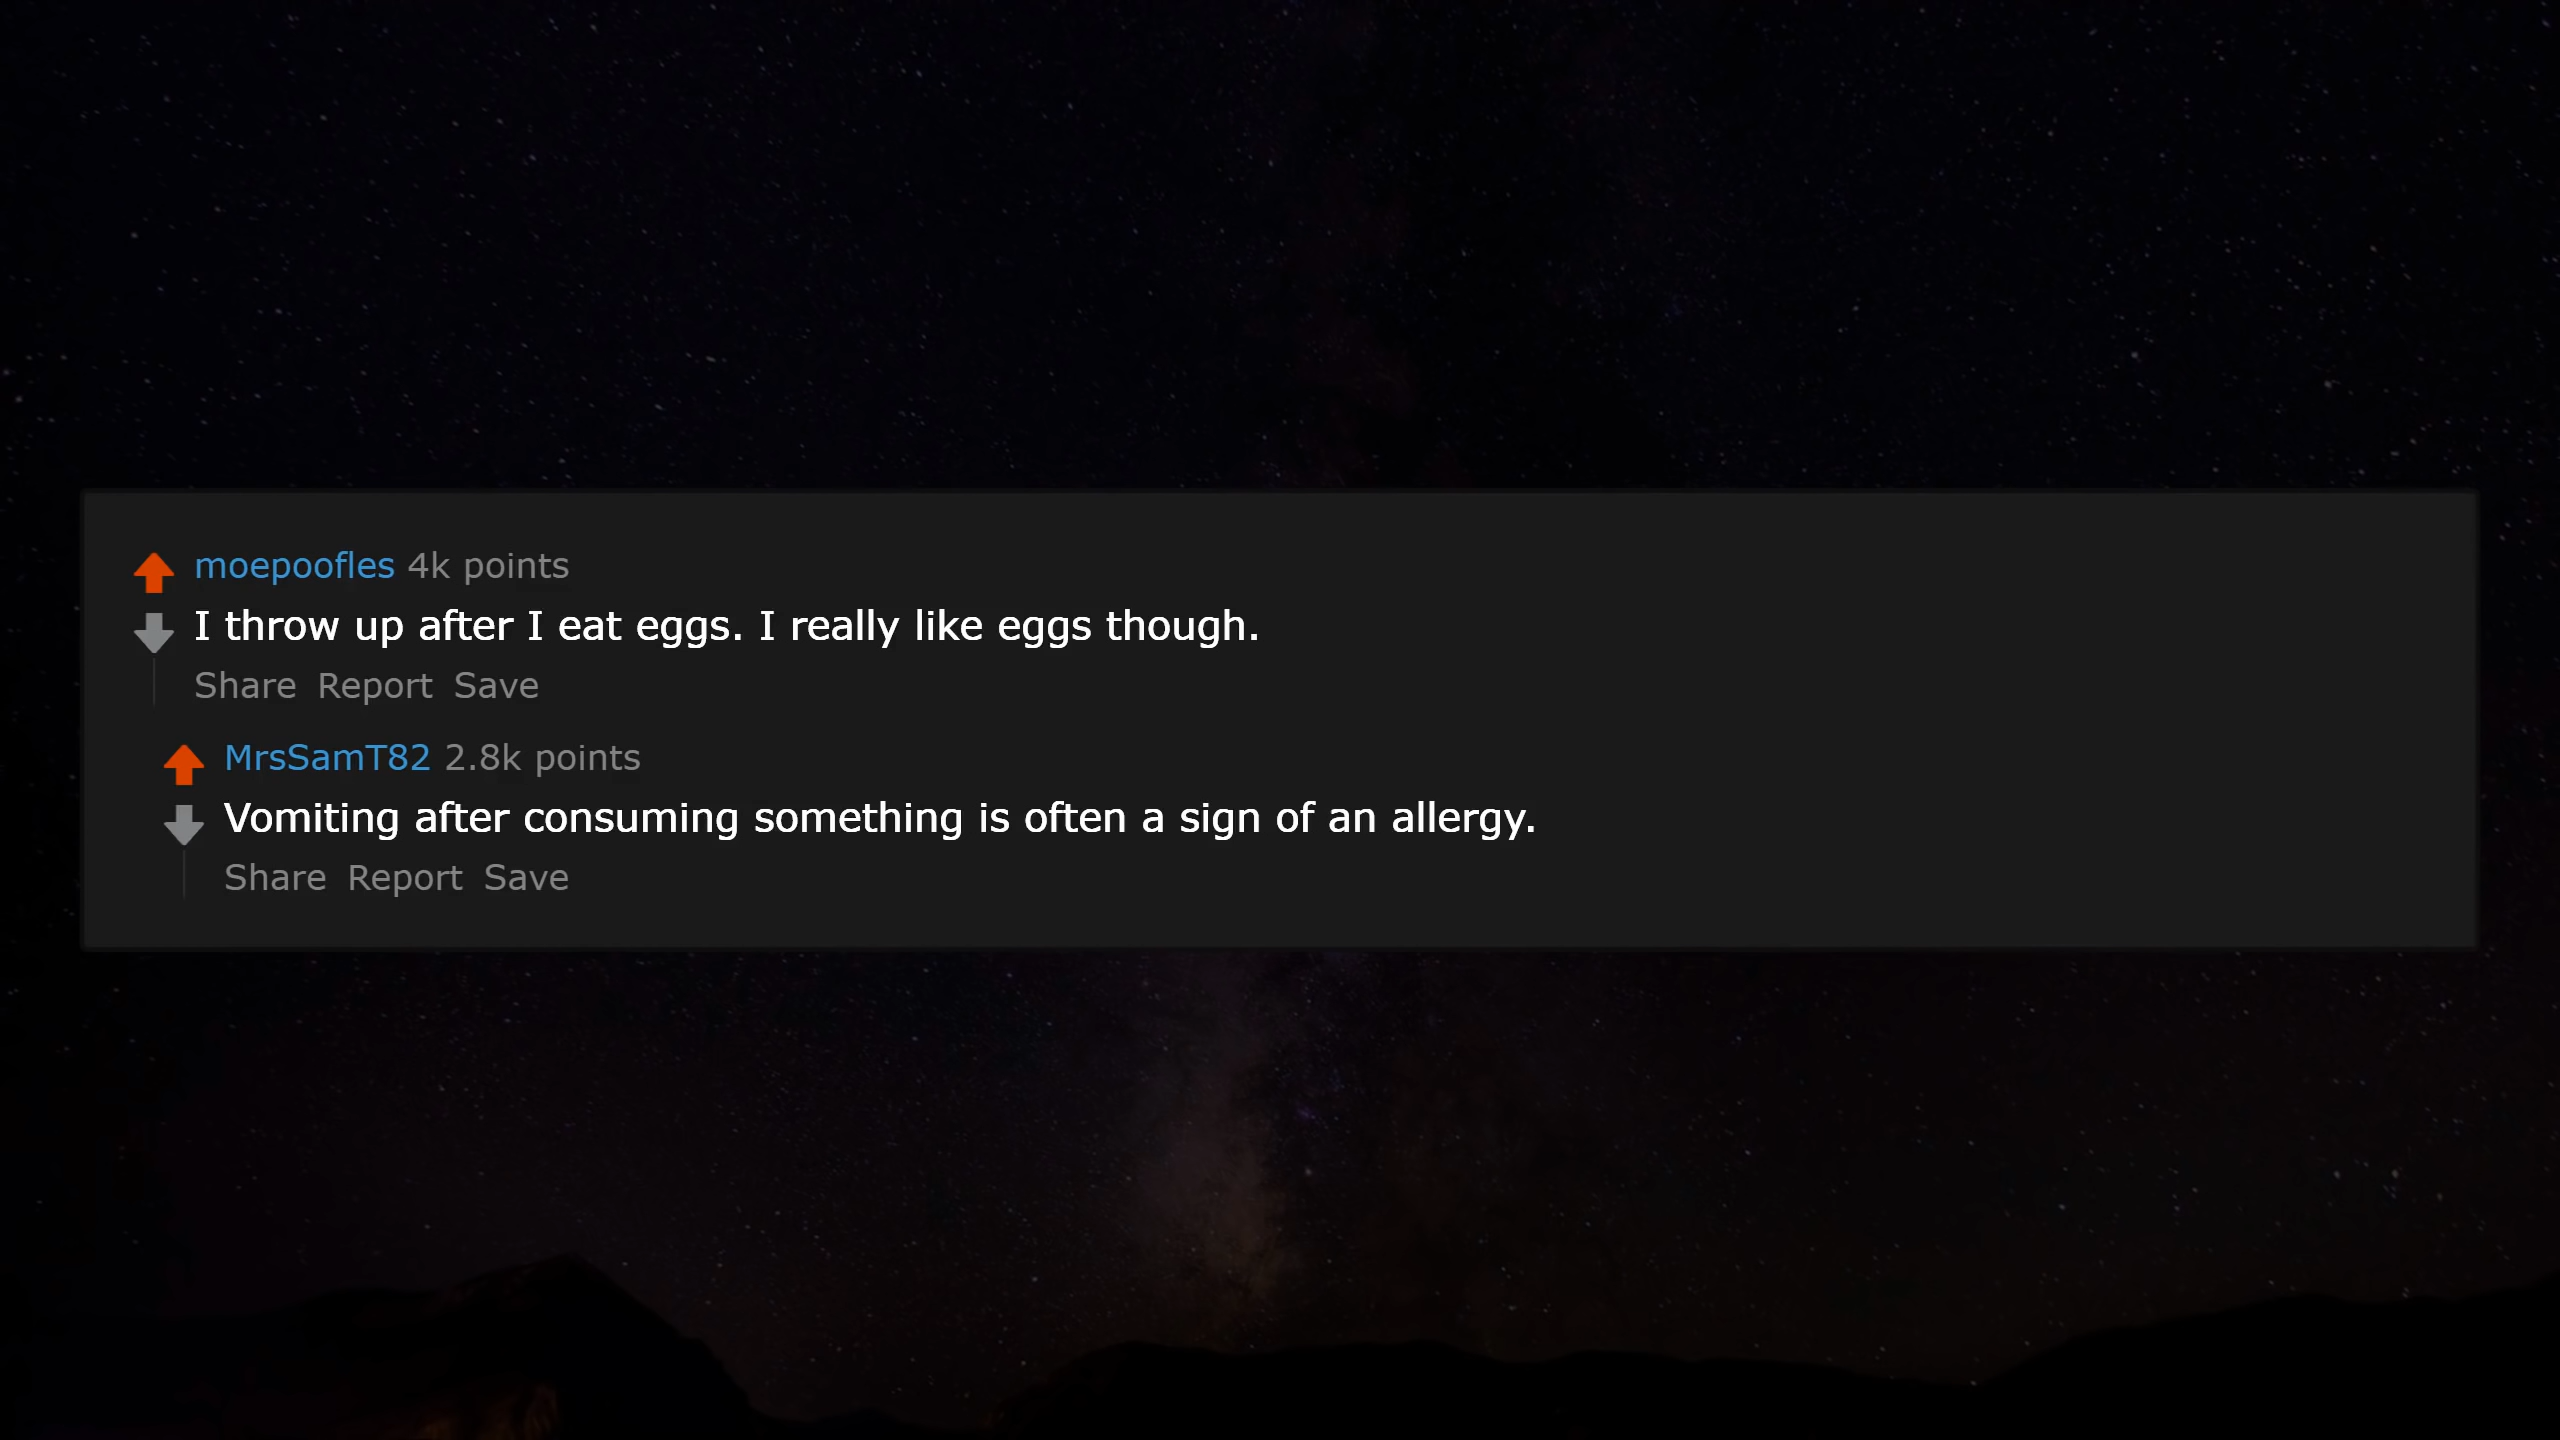 moepoofles 4k points
I throw up after I eat eggs. I really like eggs though.
Share Report Save
MrsSamT82 2.8k points
Vomiting after consuming something is often a sign of an allergy.
Share Report Save